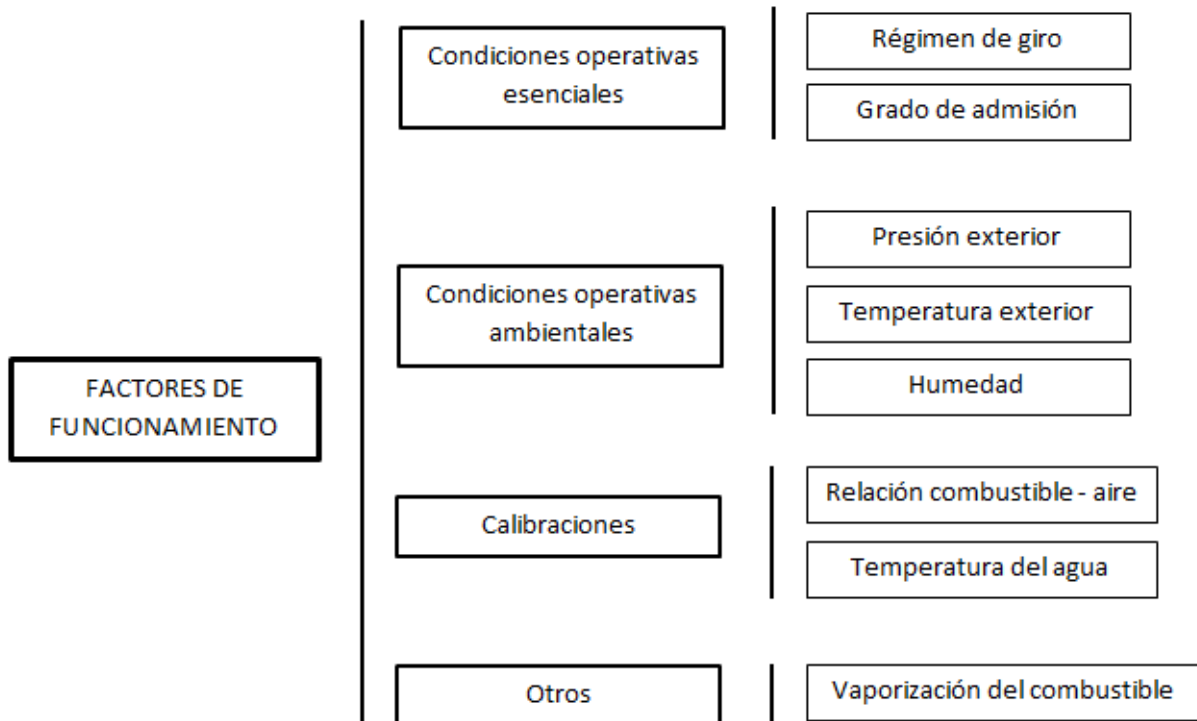 FACTORES DE
FUNCIONAMIENTO
Condiciones operativas
esenciales
Régimen de giro
Grado de admisión
Condiciones operativas
ambientales
Presión exterior
Temperatura exterior
Humedad
Calibraciones
Relación combustible - aire
Temperatura del agua
Otros
Vaporización del combustible